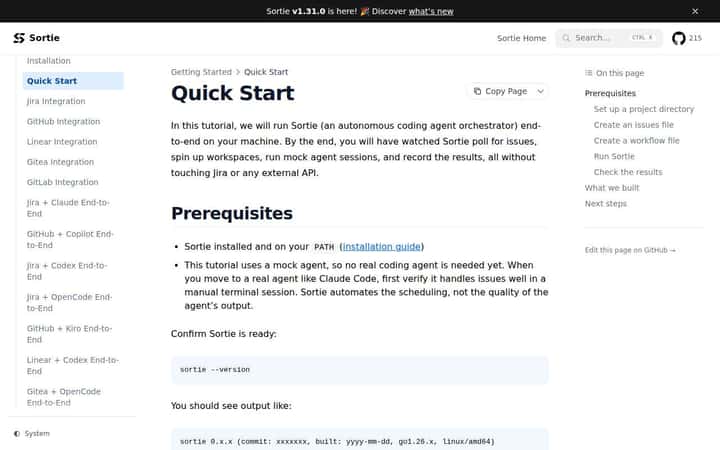 Sortie v1.31.0 is here! 🎉 Discover what's new ✕
Sortie
Sortie Home
Search...
CTRL K
215
Installation
Quick Start
Jira Integration
GitHub Integration
Linear Integration
Gitea Integration
GitLab Integration
Jira + Claude End-to-
End
GitHub + Copilot End-
to-End
Jira + Codex End-to-
End
Jira + OpenCode End-
to-End
GitHub + Kiro End-to-
End
Linear + Codex End-to-
End
Gitea + OpenCode
End-to-End
System
Getting Started > Quick Start
Quick Start
Copy Page
In this tutorial, we will run Sortie (an autonomous coding agent orchestrator) end-
to-end on your machine. By the end, you will have watched Sortie poll for issues,
spin up workspaces, run mock agent sessions, and record the results, all without
touching Jira or any external API.
Prerequisites
• Sortie installed and on your PATH (installation guide)
• This tutorial uses a mock agent, so no real coding agent is needed yet. When
you move to a real agent like Claude Code, first verify it handles issues well in a
manual terminal session. Sortie automates the scheduling, not the quality of the
agent's output.
Confirm Sortie is ready:
sortie --version
You should see output like:
sortie 0.x.x (commit: xxxxxxx, built: yyyy-mm-dd, go1.26.x, linux/amd64)
On this page
Prerequisites
Set up a project directory
Create an issues file
Create a workflow file
Run Sortie
Check the results
What we built
Next steps
Edit this page on GitHub →